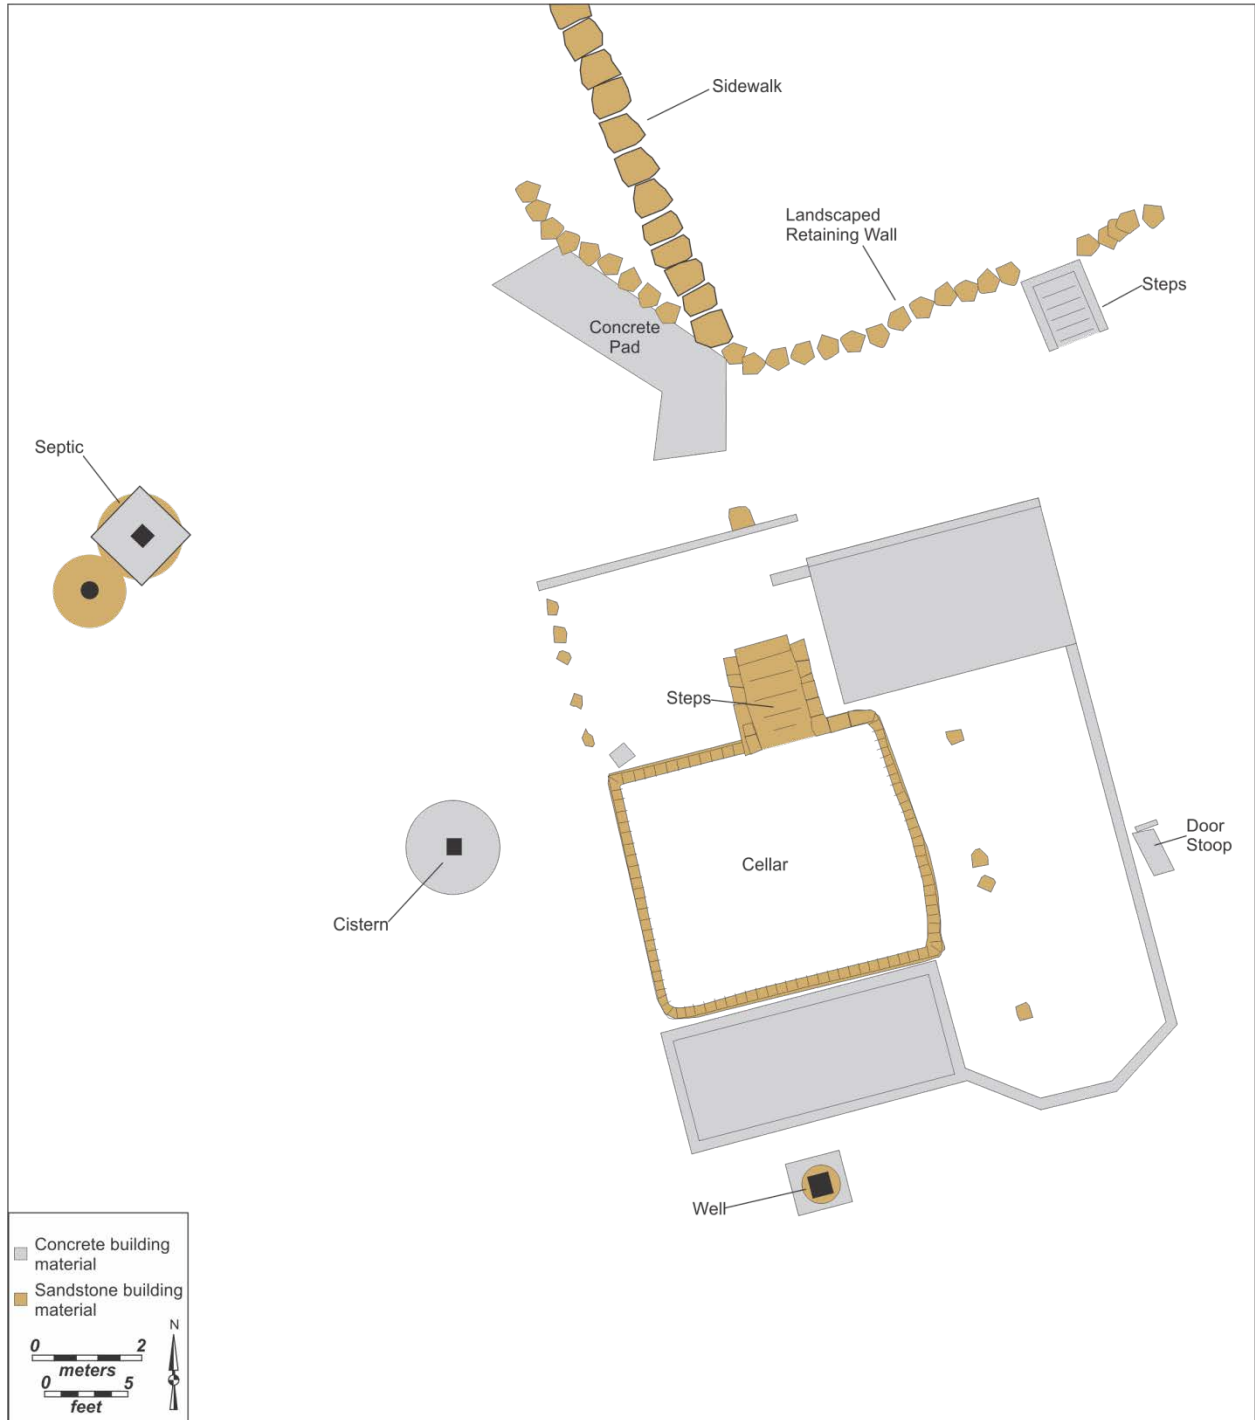 Sidewalk
Landscaped
Retaining Wall
Steps
Concrete
Pad
Septic
Steps
Door
Stoop
Cellar
Cistern
Well
Concrete building
material
Sandstone building
material
N
0 2
meters
0 5
feet